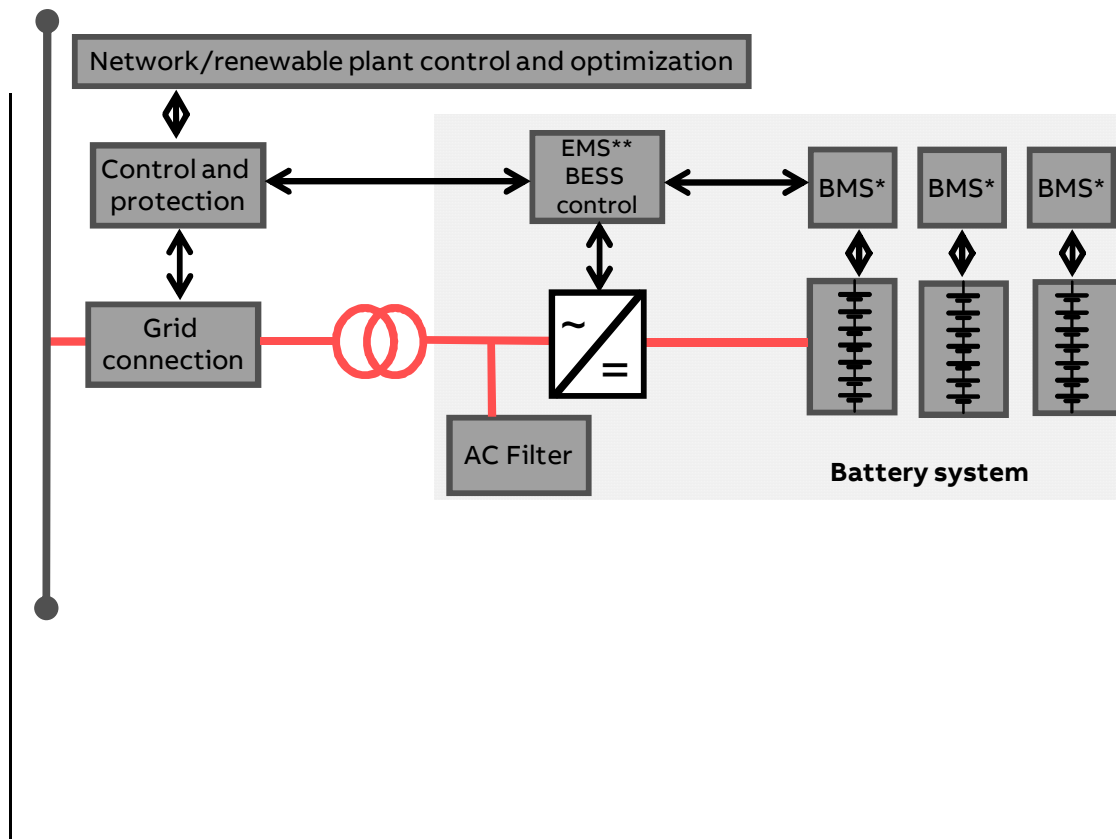 Network/renewable plant control and optimization
Control and
protection
EMS**
BESS
control
BMS*
BMS*
BMS*
Grid
connection
~
=
AC Filter
Battery system